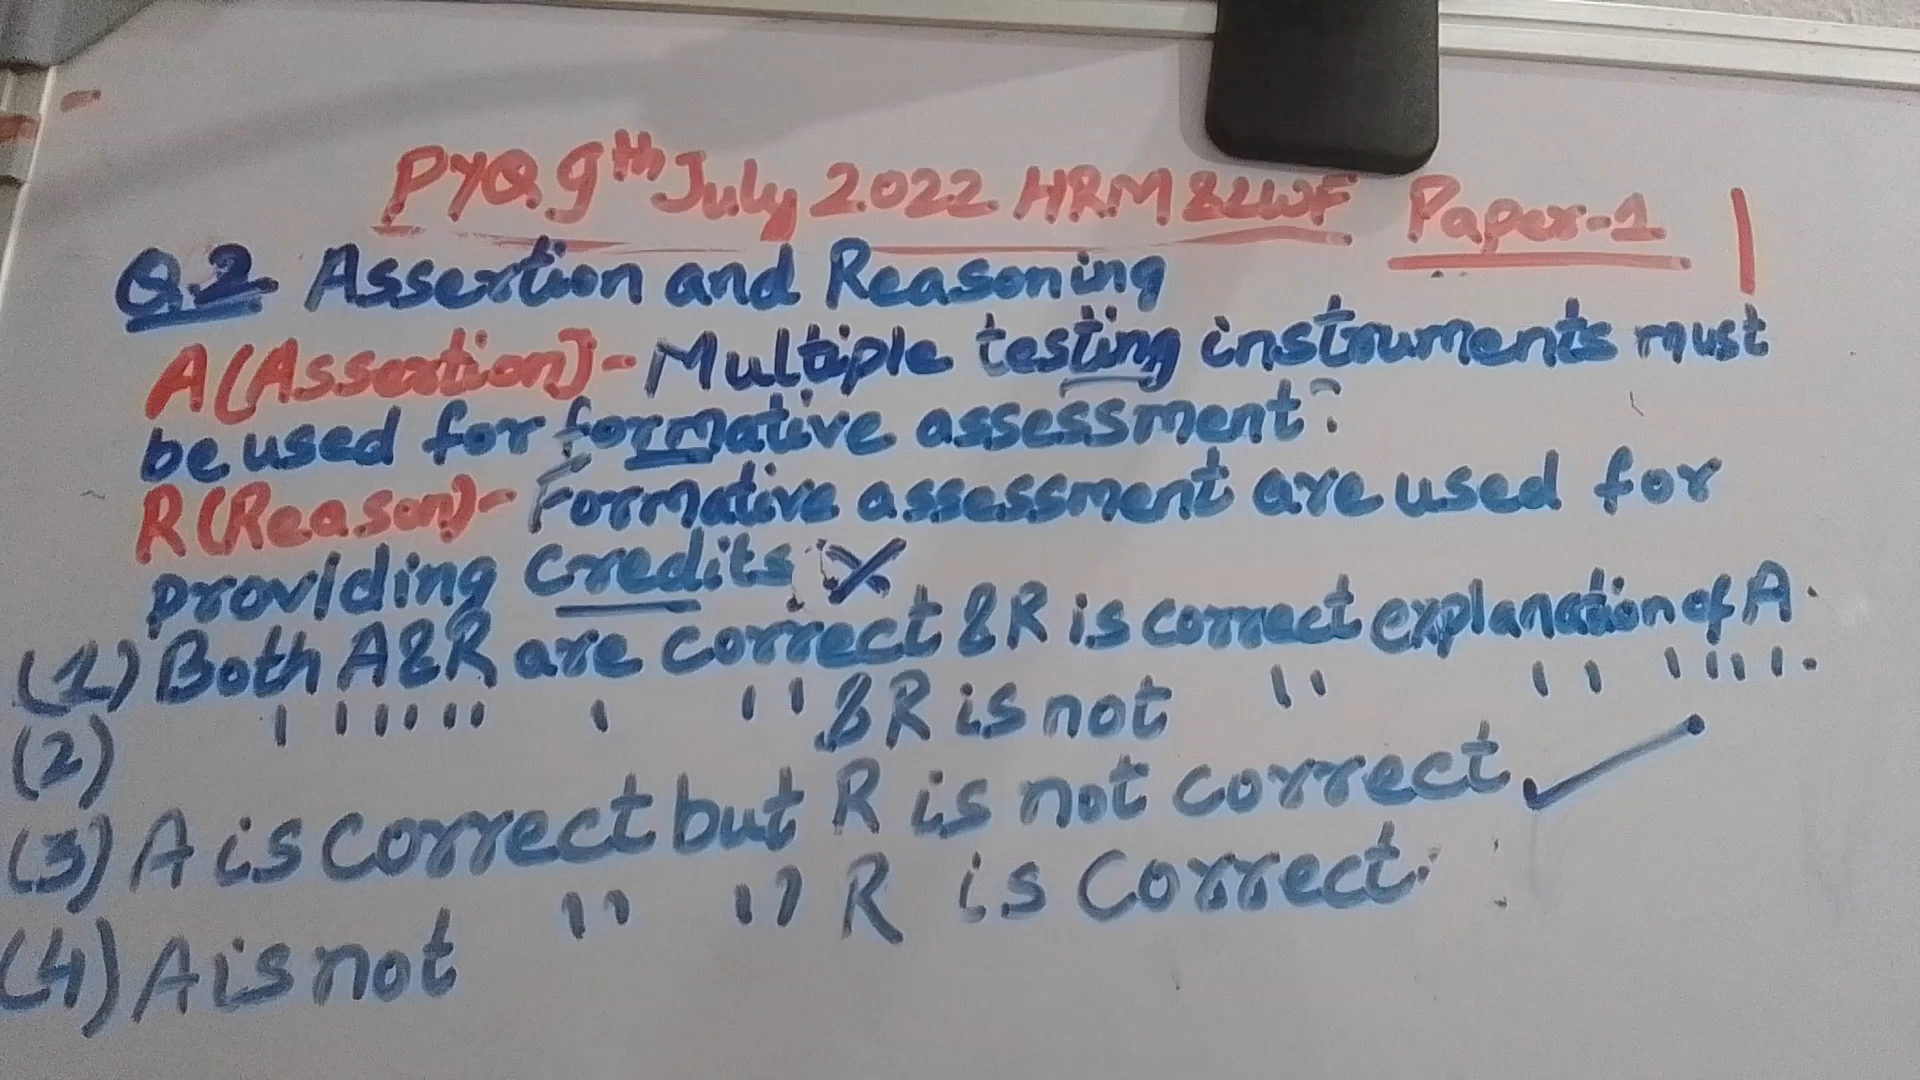 PYQ 9th July 2022 HRM & LWF Paper-1
Q.2 Assertion and Reasoning
A(Assertion)- Multiple testing instruments must
be used for formative assessment.
R(Reason)- Formative assessment are used for
providing credits. X
(1) Both A&R are correct &R is correct explanation of A.
(2) " " " " " &R is not " " " "
(3) A is correct but R is not correct ✓
(4) A is not " " R is correct.